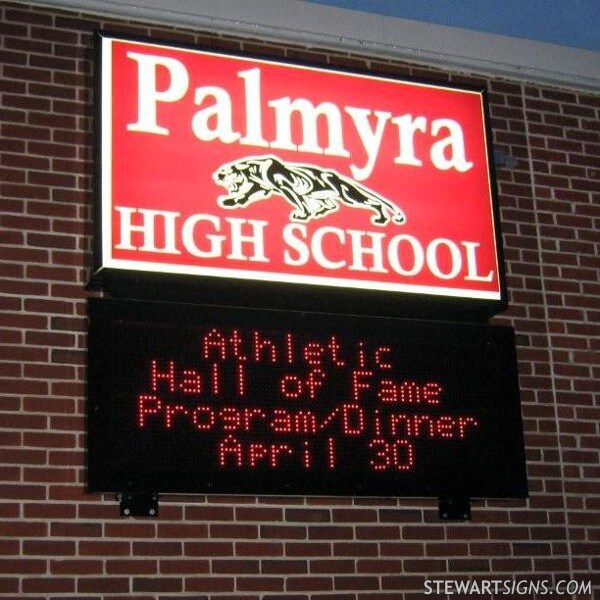 Palmyra
HIGH SCHOOL
Athletic
Hall of Fame
Program/Dinner
April 30
STEWARTSIGNS.COM